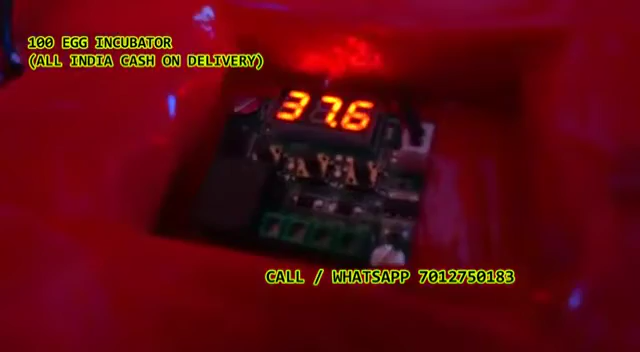 100 EGG INCUBATOR
(ALL INDIA CASH ON DELIVERY)
37.6
CALL / WHATSAPP 7012750183